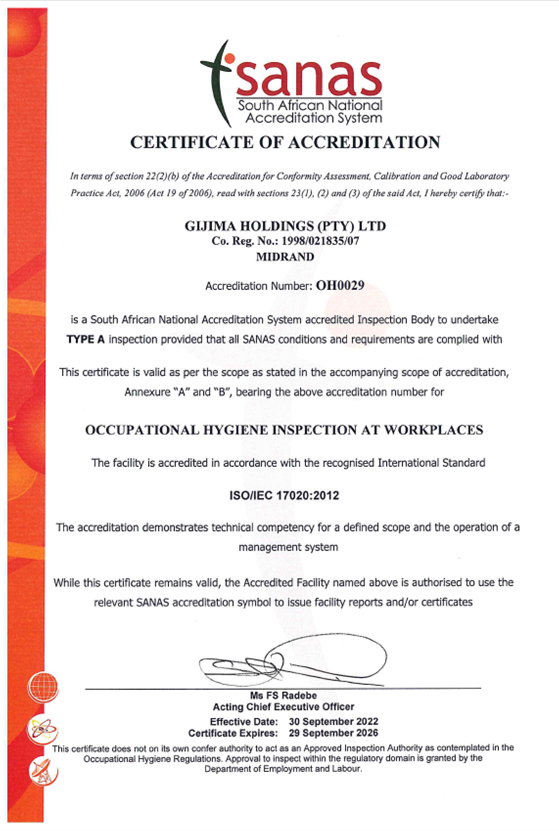 sanas
South African National
Accreditation System
CERTIFICATE OF ACCREDITATION
In terms of section 22(2)(b) of the Accreditation for Conformity Assessment, Calibration and Good Laboratory
Practice Act, 2006 (Act 19 of 2006), read with sections 23(1), (2) and (3) of the said Act, I hereby certify that:-
GIJIMA HOLDINGS (PTY) LTD
Co. Reg. No.: 1998/021835/07
MIDRAND
Accreditation Number: OH0029
is a South African National Accreditation System accredited Inspection Body to undertake
TYPE A inspection provided that all SANAS conditions and requirements are complied with
This certificate is valid as per the scope as stated in the accompanying scope of accreditation,
Annexure “A” and “B”, bearing the above accreditation number for
OCCUPATIONAL HYGIENE INSPECTION AT WORKPLACES
The facility is accredited in accordance with the recognised International Standard
ISO/IEC 17020:2012
The accreditation demonstrates technical competency for a defined scope and the operation of a
management system
While this certificate remains valid, the Accredited Facility named above is authorised to use the
relevant SANAS accreditation symbol to issue facility reports and/or certificates
Ms FS Radebe
Acting Chief Executive Officer
Effective Date: 30 September 2022
Certificate Expires: 29 September 2026
This certificate does not on its own confer authority to act as an Approved Inspection Authority as contemplated in the
Occupational Hygiene Regulations. Approval to inspect within the regulatory domain is granted by the
Department of Employment and Labour.